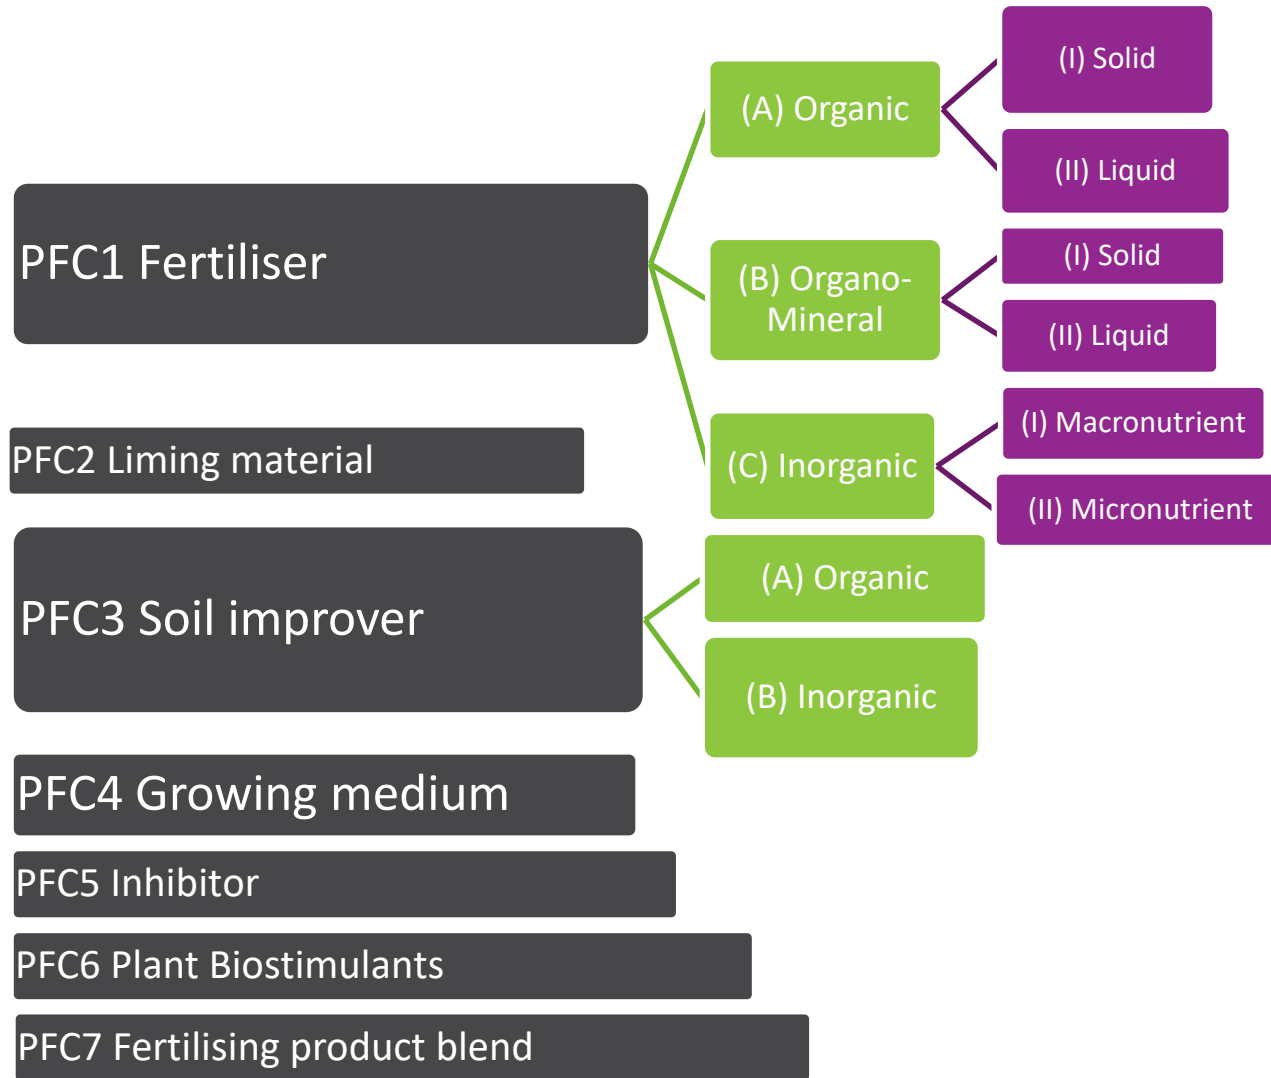 PFC1 Fertiliser
(A) Organic
(I) Solid
(II) Liquid
(B) Organo-
Mineral
(I) Solid
(II) Liquid
(C) Inorganic
(I) Macronutrient
(II) Micronutrient
PFC2 Liming material
PFC3 Soil improver
(A) Organic
(B) Inorganic
PFC4 Growing medium
PFC5 Inhibitor
PFC6 Plant Biostimulants
PFC7 Fertilising product blend